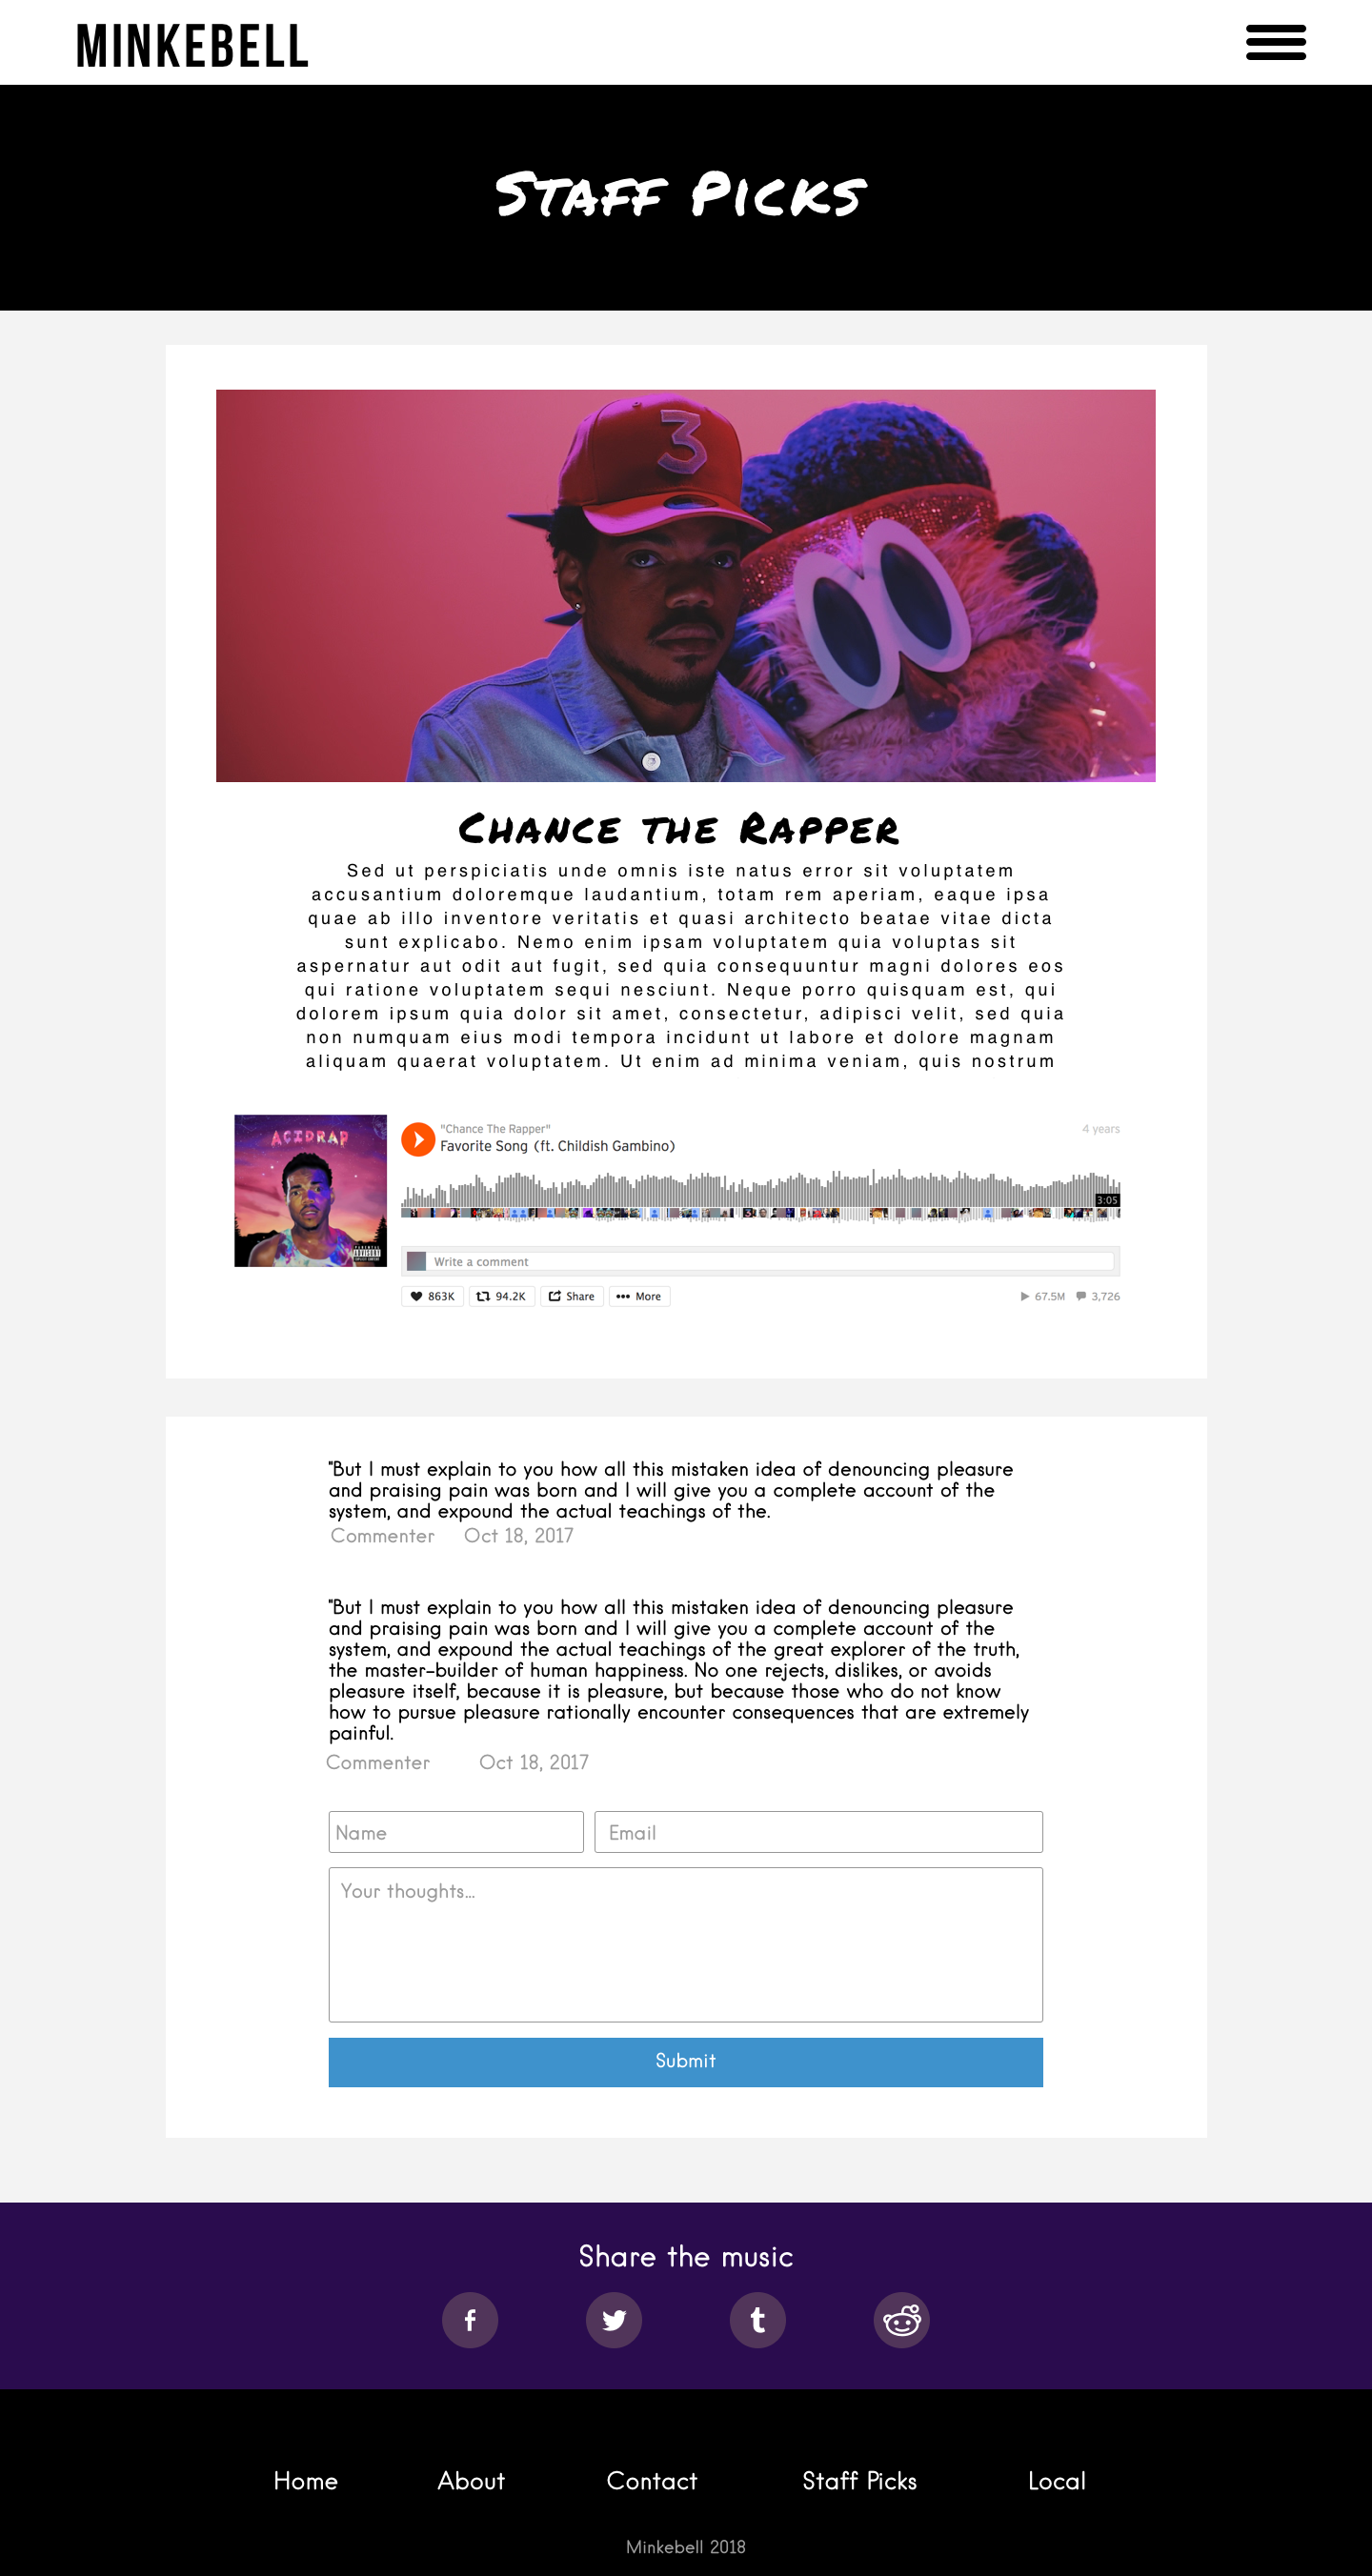 MINKEBELL
Staff Picks
3
Chance the Rapper
Sed ut perspiciatis unde omnis iste natus error sit voluptatem
accusantium doloremque laudantium, totam rem aperiam, eaque ipsa
quae ab illo inventore veritatis et quasi architecto beatae vitae dicta
sunt explicabo. Nemo enim ipsam voluptatem quia voluptas sit
aspernatur aut odit aut fugit, sed quia consequuntur magni dolores eos
qui ratione voluptatem sequi nesciunt. Neque porro quisquam est, qui
dolorem ipsum quia dolor sit amet, consectetur, adipisci velit, sed quia
non numquam eius modi tempora incidunt ut labore et dolore magnam
aliquam quaerat voluptatem. Ut enim ad minima veniam, quis nostrum
ACIDRAP
"Chance The Rapper"
4 years
Favorite Song (ft. Childish Gambino)
3:05
Write a comment
863K 94.2K Share More 67.5M 3,726
"But I must explain to you how all this mistaken idea of denouncing pleasure
and praising pain was born and I will give you a complete account of the
system, and expound the actual teachings of the.
Commenter Oct 18, 2017
"But I must explain to you how all this mistaken idea of denouncing pleasure
and praising pain was born and I will give you a complete account of the
system, and expound the actual teachings of the great explorer of the truth,
the master-builder of human happiness. No one rejects, dislikes, or avoids
pleasure itself, because it is pleasure, but because those who do not know
how to pursue pleasure rationally encounter consequences that are extremely
painful.
Commenter Oct 18, 2017
Name Email
Your thoughts...
Submit
Share the music
Home About Contact Staff Picks Local
Minkebell 2018